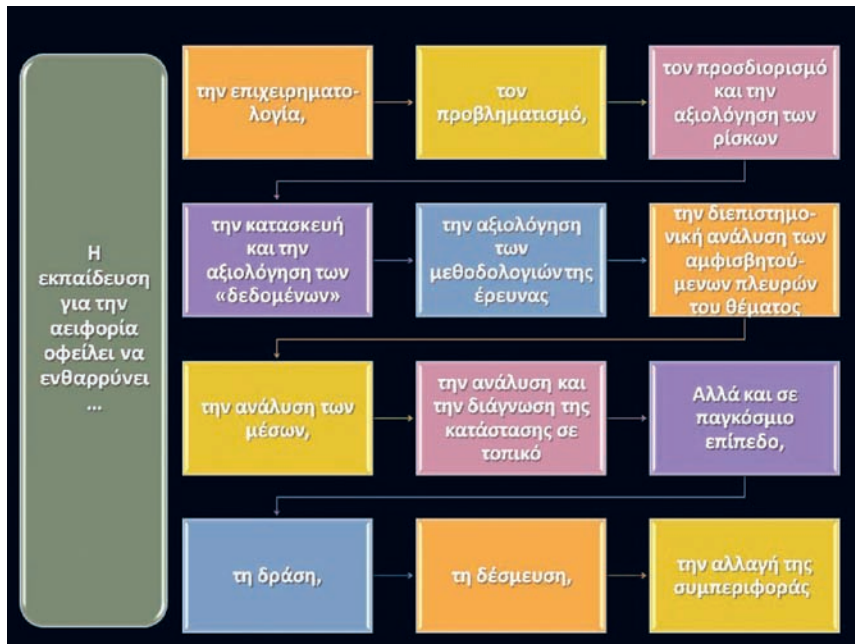 Η
εκπαίδευση
για την
αειφορία
οφείλει να
ενθαρρύνει
...
την επιχειρηματο-
λογία,
τον
προβληματισμό,
τον προσδιορισμό
και την
αξιολόγηση των
ρίσκων
την κατασκευή
και την
αξιολόγηση των
«δεδομένων»
την αξιολόγηση
των
μεθοδολογιών της
έρευνας
την διεπιστημο-
νική ανάλυση των
αμφισβητού-
μενων πλευρών
του θέματος
την ανάλυση των
μέσων,
την ανάλυση και
την διάγνωση της
κατάστασης σε
τοπικό
Αλλά και σε
παγκόσμιο
επίπεδο,
τη δράση,
τη δέσμευση,
την αλλαγή της
συμπεριφοράς